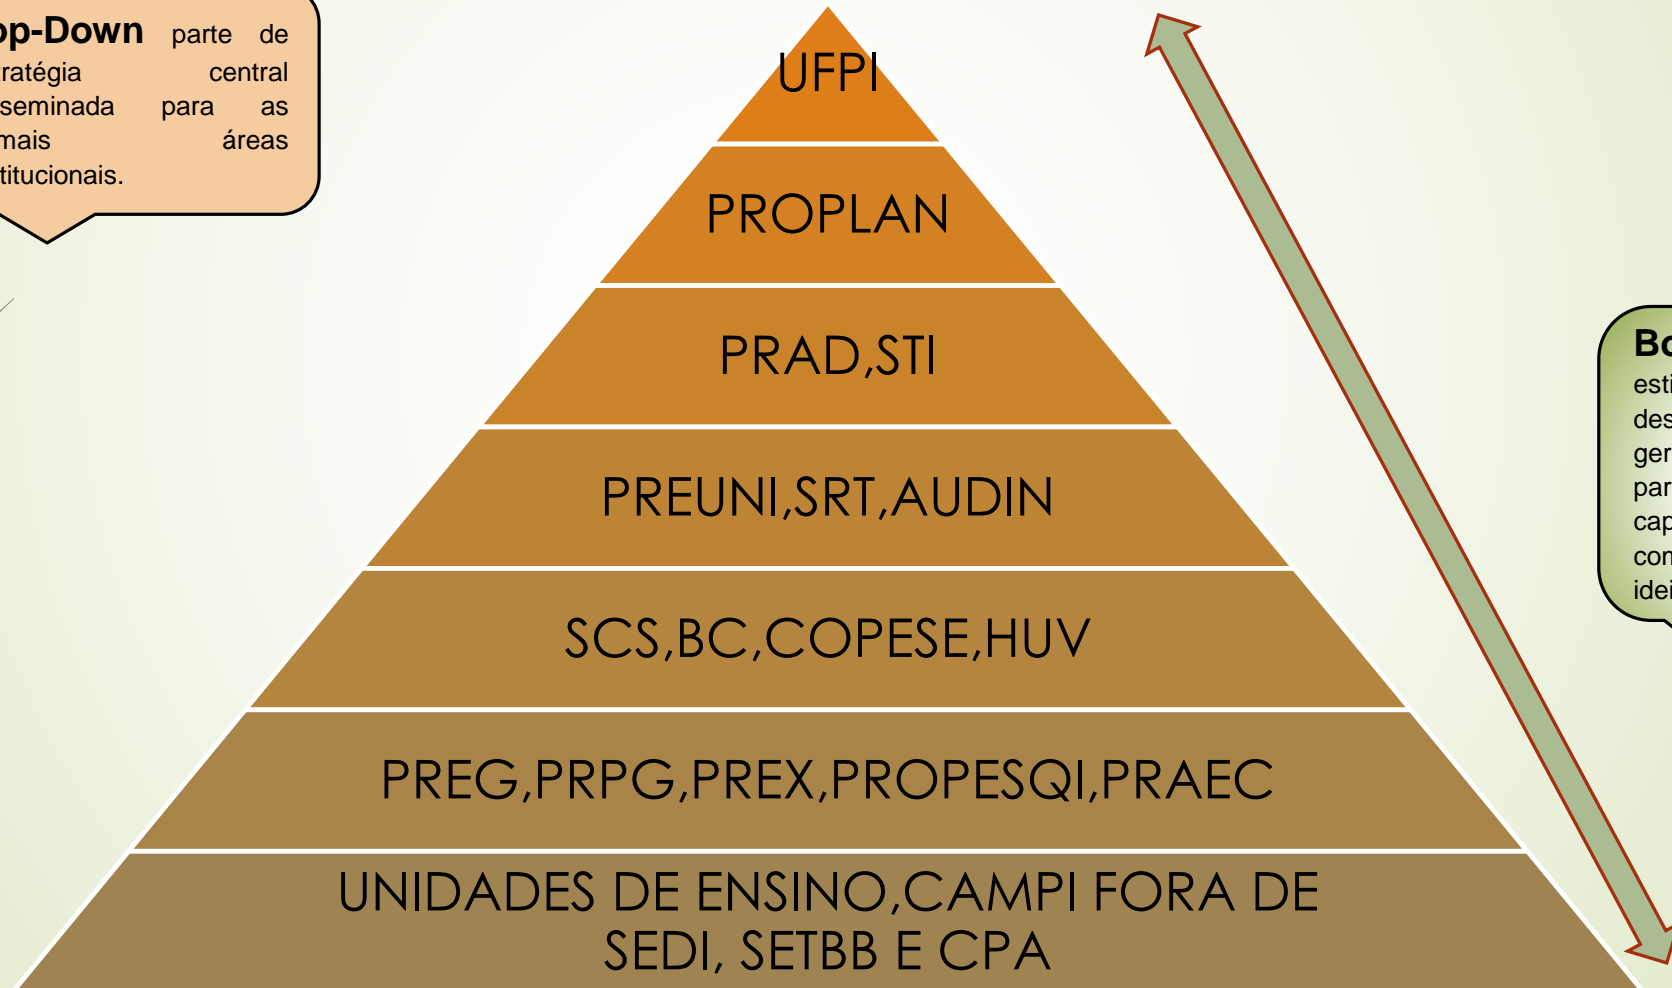 op-Down parte de
tratégia central
seminada para as
mais áreas
titucionais.
UFPI
PROPLAN
PRAD,STI
PREUNI,SRT,AUDIN
SCS,BC,COPESE,HUV
PREG,PRPG,PREX,PROPESQI,PRAEC
UNIDADES DE ENSINO,CAMPI FORA DE
SEDI, SETBB E CPA
Bo
esti
des
ger
par
cap
con
idei